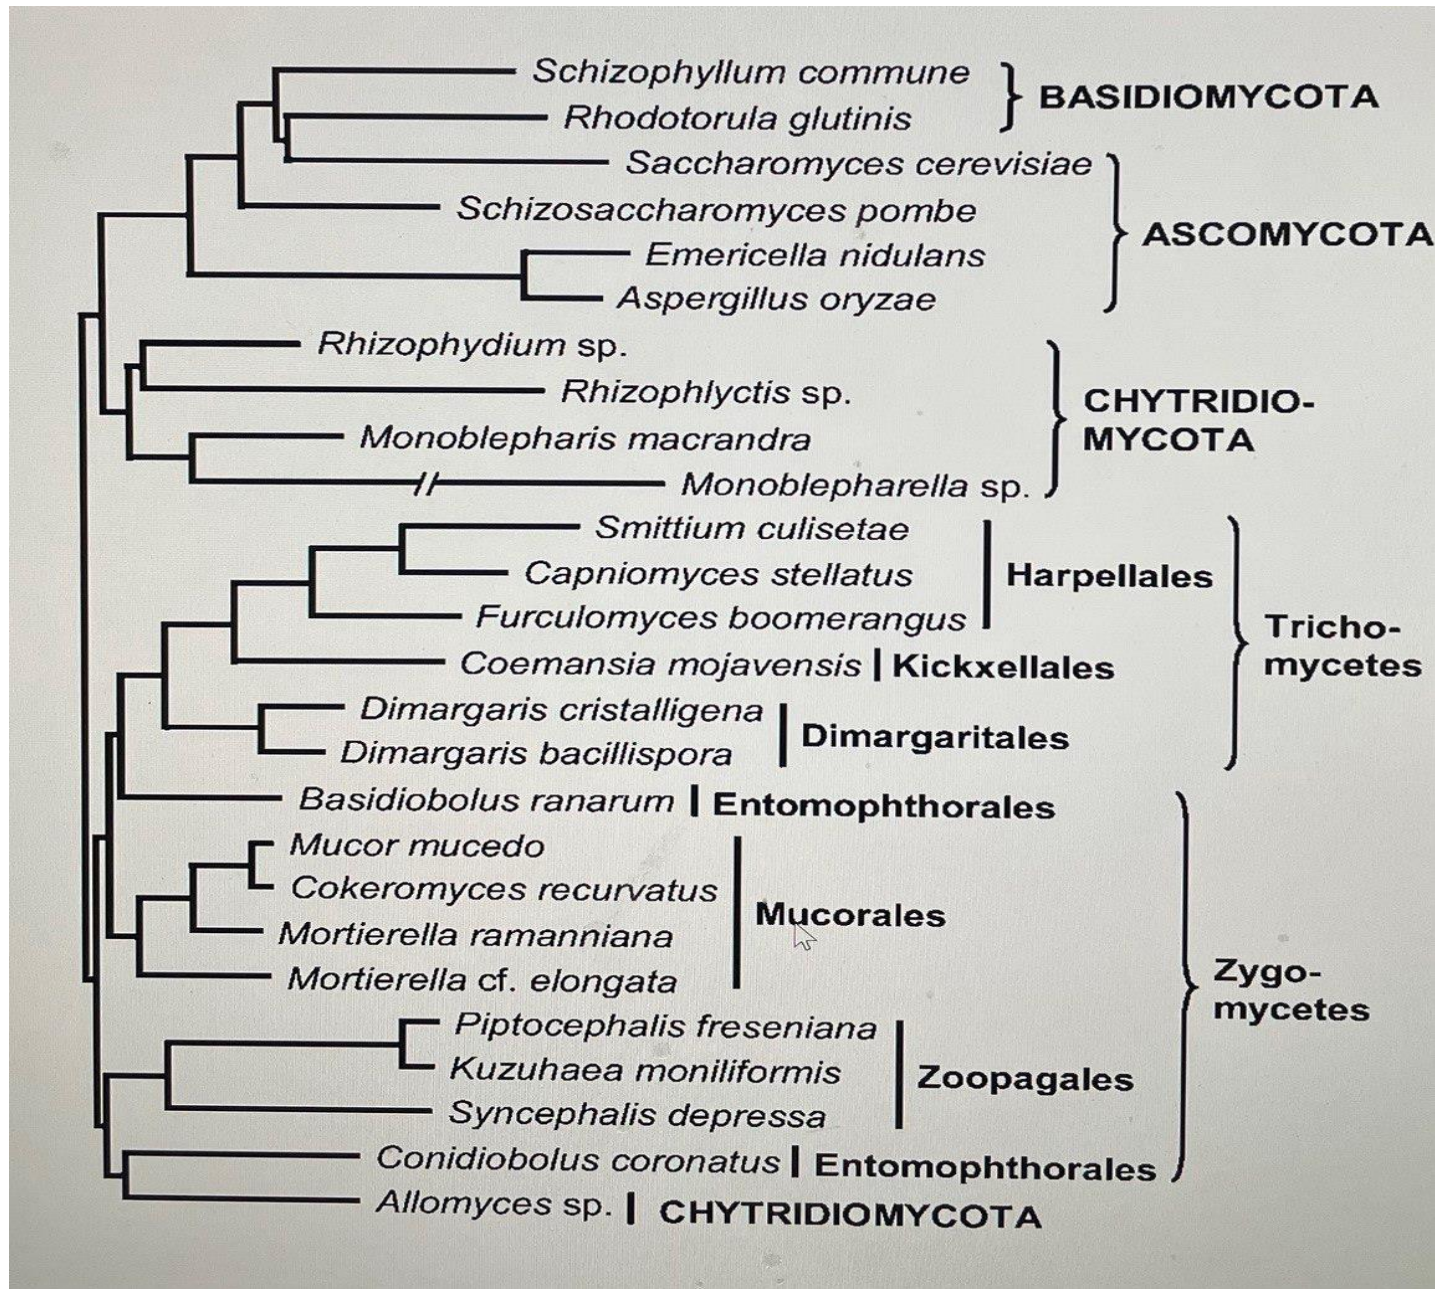 Schizophyllum commune
BASIDIOMYCOTA
Rhodotorula glutinis
Saccharomyces cerevisiae
Schizosaccharomyces pombe
ASCOMYCOTA
Emericella nidulans
Aspergillus oryzae
Rhizophydium sp.
Rhizophlyctis sp.
CHYTRIDIO-
MYCOTA
Monoblepharis macrandra
Monoblepharella sp.
Smittium culisetae
Capniomyces stellatus
Harpellales
Furculomyces boomerangus
Tricho-
mycetes
Coemansia mojavensis
Kickxellales
Dimargaris cristalligena
Dimargaritales
Dimargaris bacillispora
Basidiobolus ranarum
Entomophthorales
Mucor mucedo
Cokeromyces recurvatus
Mucorales
Mortierella ramanniana
Mortierella cf. elongata
Zygo-
mycetes
Piptocephalis freseniana
Kuzuhaea moniliformis
Zoopagales
Syncephalis depressa
Conidiobolus coronatus
Entomophthorales
Allomyces sp.
CHYTRIDIOMYCOTA